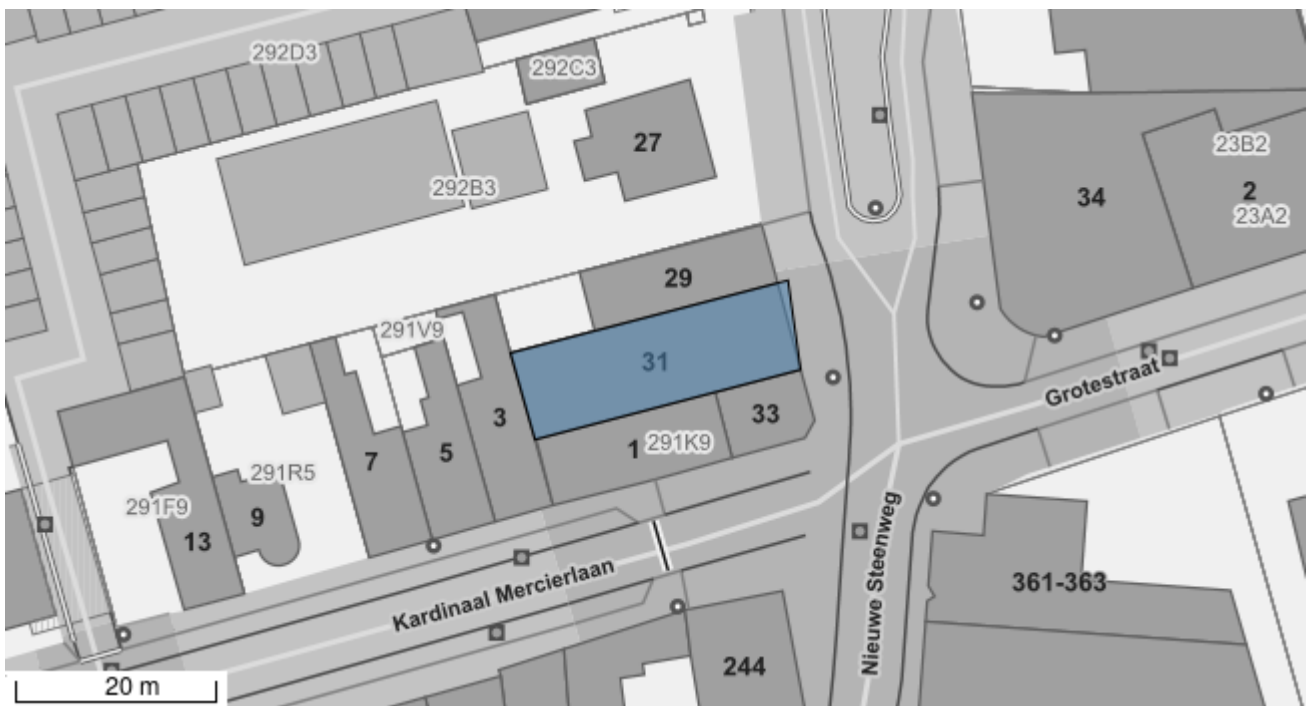 292D3
292C3
27
292B3
23B2
34
2
23A2
29
291V9
31
3
Grotestraat
33
1
291K9
5
7
291R5
291F9
9
13
Nieuwe Steenweg
Kardinaal Mercierlaan
361-363
244
20 m